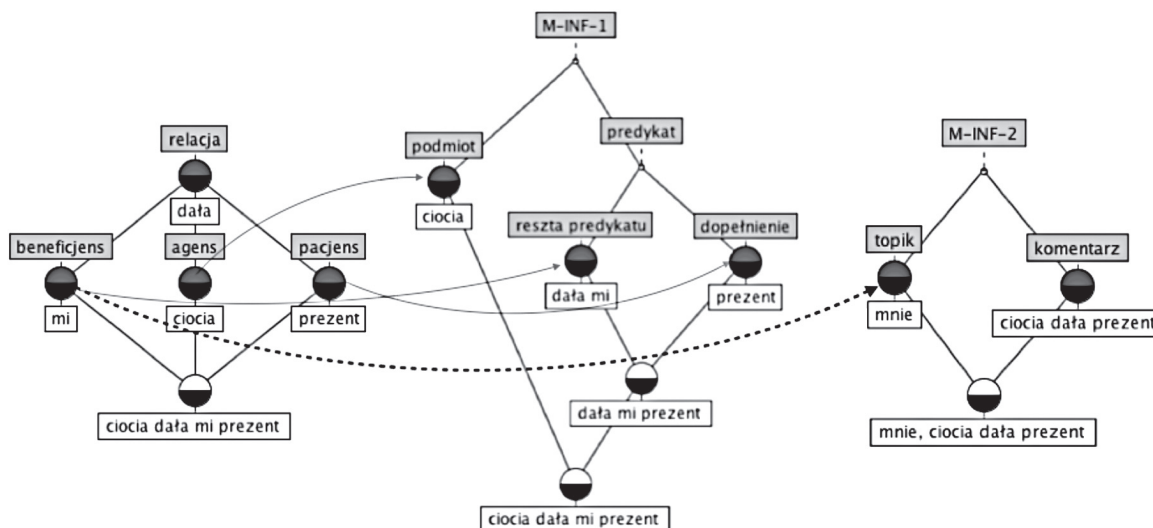 M-INF-1
relacja
podmiot
predykat
M-INF-2
dała
ciocia
beneficjens
agens
pacjens
reszta predykatu
dopełnienie
topik
komentarz
mi
ciocia
prezent
dała mi
prezent
mnie
ciocia dała prezent
ciocia dała mi prezent
dała mi prezent
mnie, ciocia dała prezent
ciocia dała mi prezent